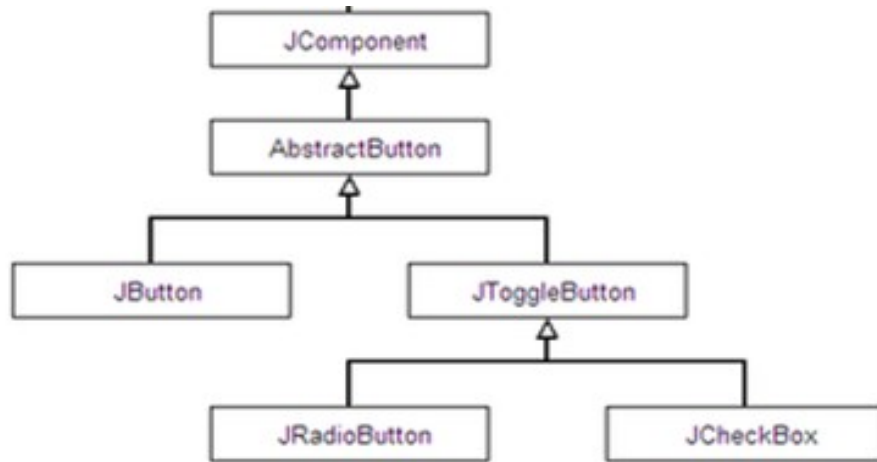 JComponent
AbstractButton
JButton
JToggleButton
JRadioButton
JCheckBox